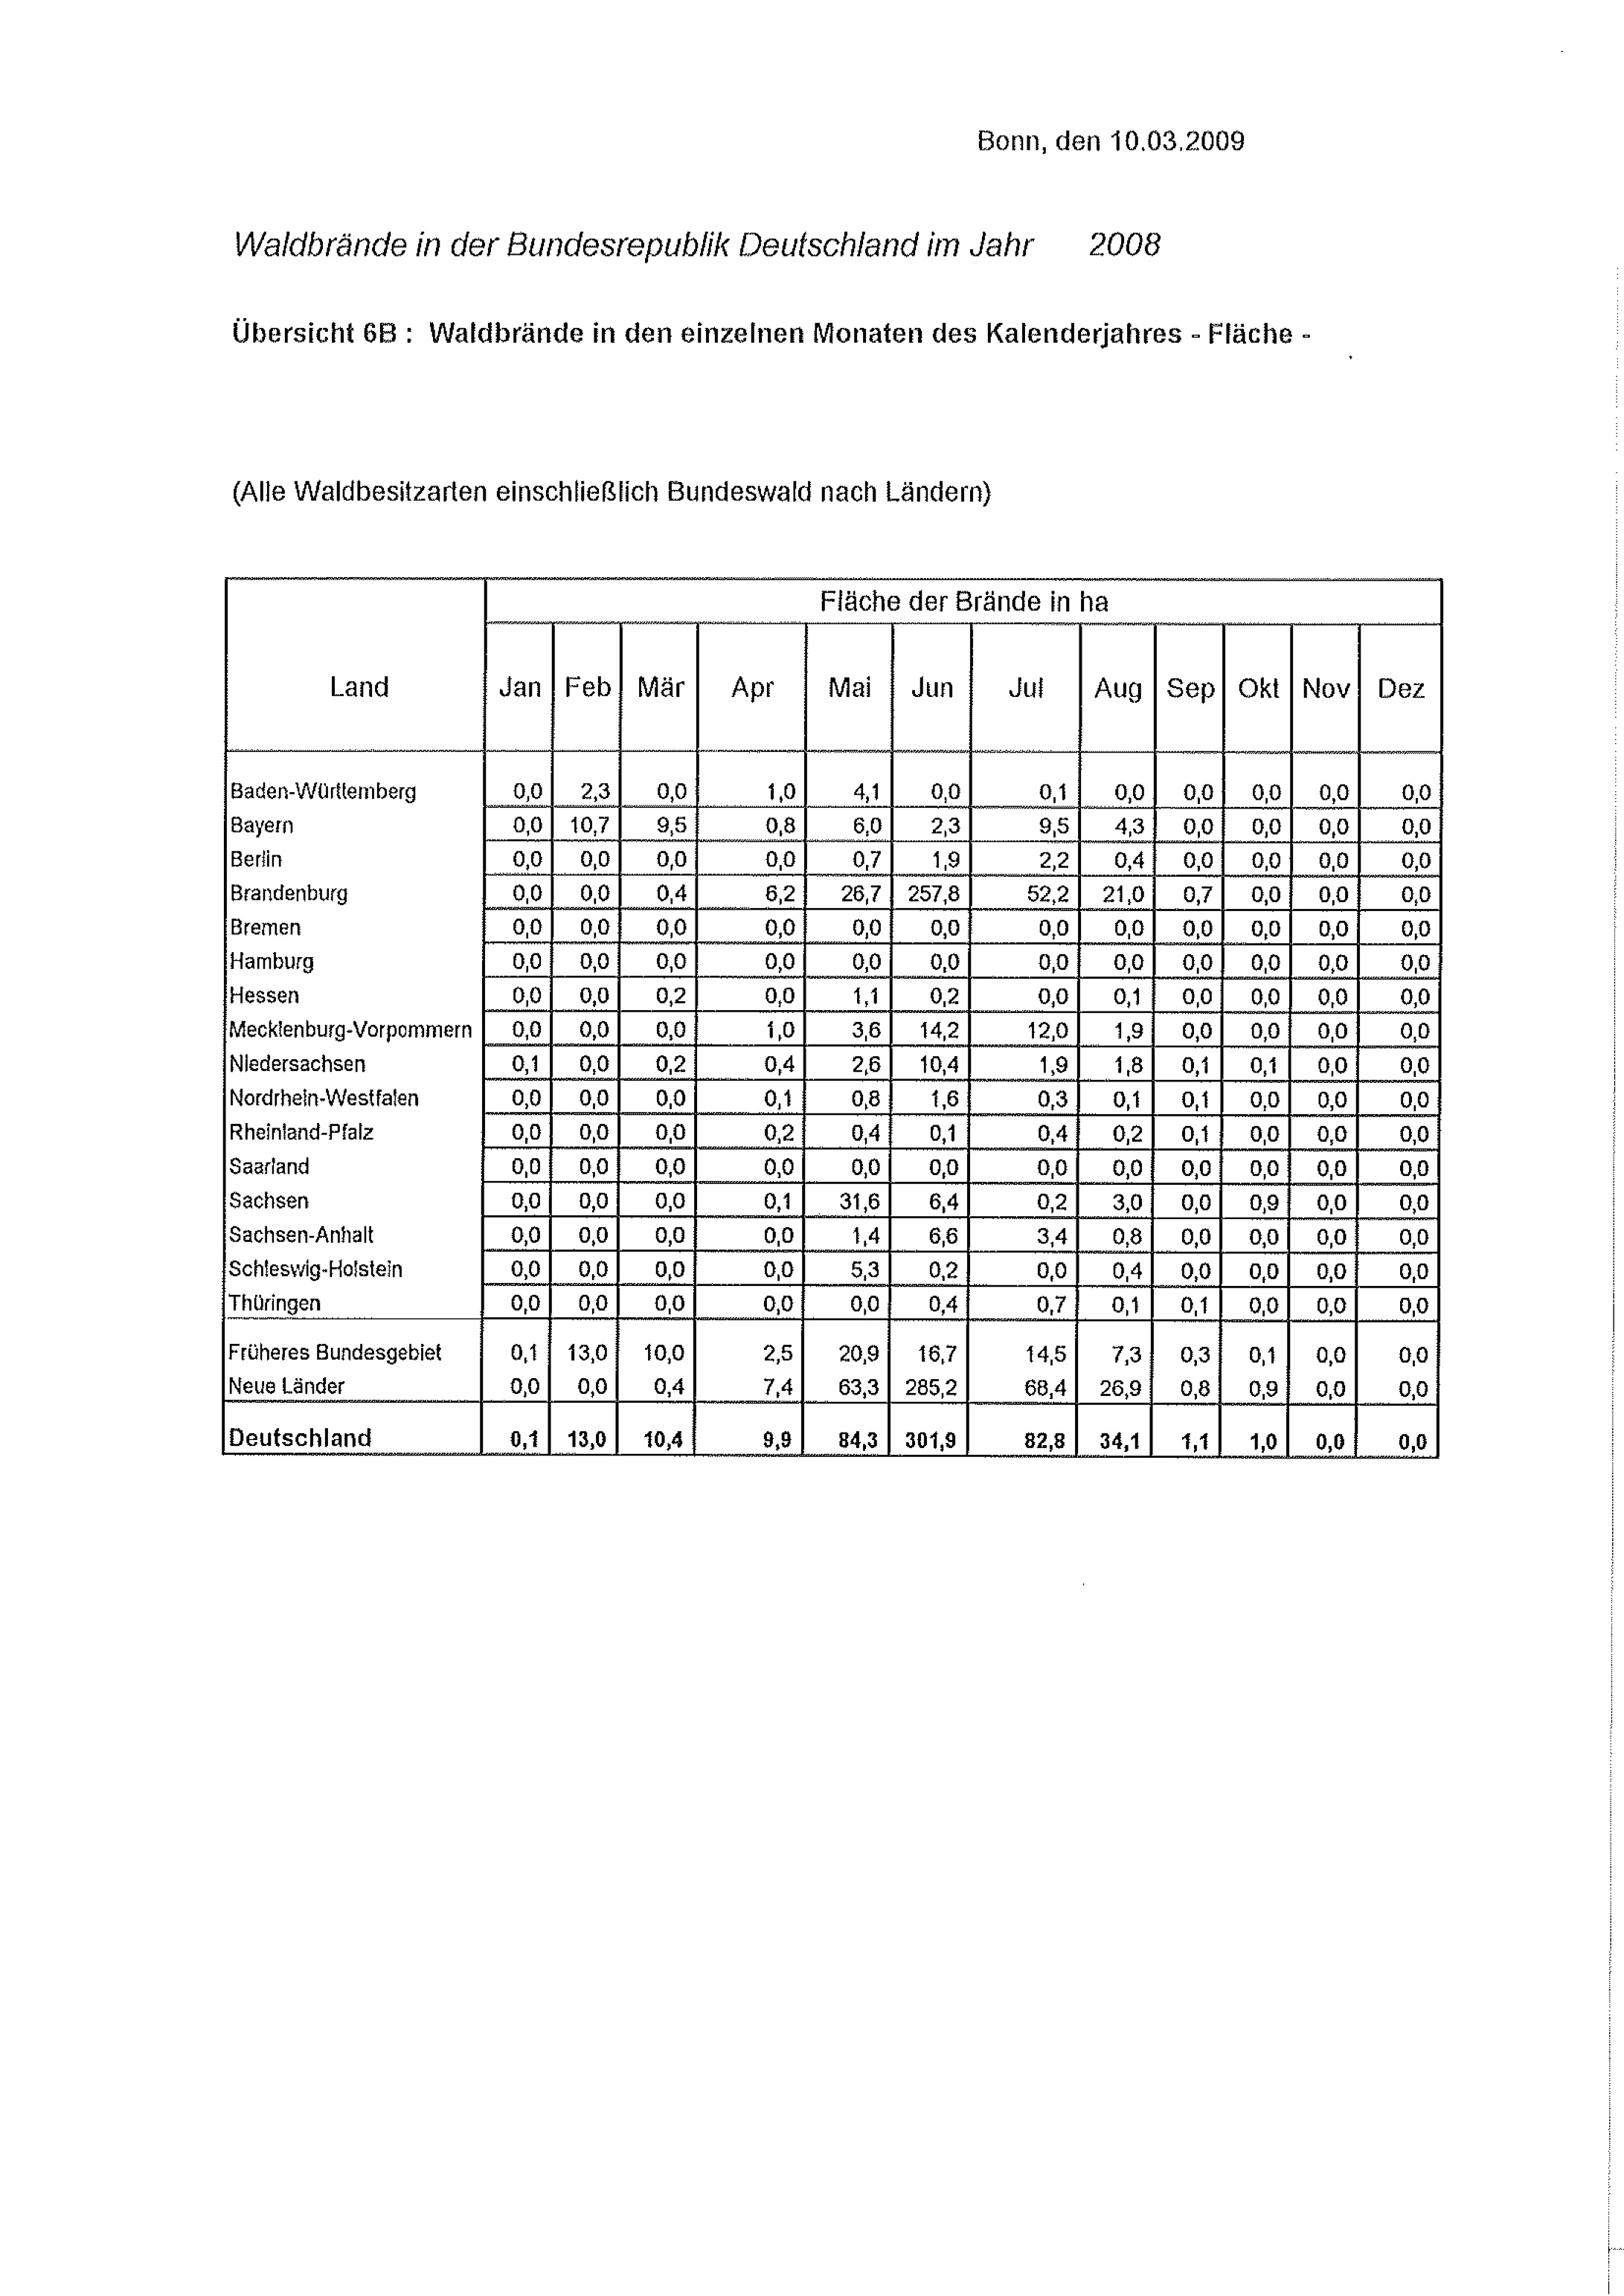 Bonn, den 10.03.2009
Waldbrände in der Bundesrepublik Deutschland im Jahr 2008
Übersicht 6B : Waldbrände in den einzelnen Monaten des Kalenderjahres - Fläche -
(Alle Waldbesitzarten einschließlich Bundeswald nach Ländern)
Fläche der Brände in ha
Land Jan Feb Mär Apr Mai Jun Jul Aug Sep Okt Nov Dez
Baden-Württemberg 0,0 2,3 0,0 1,0 4,1 0,0 0,1 0,0 0,0 0,0 0,0 0,0
Bayern 0,0 10,7 9,5 0,8 6,0 2,3 9,5 4,3 0,0 0,0 0,0 0,0
Berlin 0,0 0,0 0,0 0,0 0,7 1,9 2,2 0,4 0,0 0,0 0,0 0,0
Brandenburg 0,0 0,0 0,4 6,2 26,7 257,8 52,2 21,0 0,7 0,0 0,0 0,0
Bremen 0,0 0,0 0,0 0,0 0,0 0,0 0,0 0,0 0,0 0,0 0,0 0,0
Hamburg 0,0 0,0 0,0 0,0 0,0 0,0 0,0 0,0 0,0 0,0 0,0 0,0
Hessen 0,0 0,0 0,2 0,0 1,1 0,2 0,0 0,1 0,0 0,0 0,0 0,0
Mecklenburg-Vorpommern 0,0 0,0 0,0 1,0 3,6 14,2 12,0 1,9 0,0 0,0 0,0 0,0
Niedersachsen 0,1 0,0 0,2 0,4 2,6 10,4 1,9 1,8 0,1 0,1 0,0 0,0
Nordrhein-Westfalen 0,0 0,0 0,0 0,1 0,8 1,6 0,3 0,1 0,1 0,0 0,0 0,0
Rheinland-Pfalz 0,0 0,0 0,0 0,2 0,4 0,1 0,4 0,2 0,1 0,0 0,0 0,0
Saarland 0,0 0,0 0,0 0,0 0,0 0,0 0,0 0,0 0,0 0,0 0,0 0,0
Sachsen 0,0 0,0 0,0 0,1 31,6 6,4 0,2 3,0 0,0 0,9 0,0 0,0
Sachsen-Anhalt 0,0 0,0 0,0 0,0 1,4 6,6 3,4 0,8 0,0 0,0 0,0 0,0
Schleswig-Holstein 0,0 0,0 0,0 0,0 5,3 0,2 0,0 0,4 0,0 0,0 0,0 0,0
Thüringen 0,0 0,0 0,0 0,0 0,0 0,4 0,7 0,1 0,1 0,0 0,0 0,0
Früheres Bundesgebiet 0,1 13,0 10,0 2,5 20,9 16,7 14,5 7,3 0,3 0,1 0,0 0,0
Neue Länder 0,0 0,0 0,4 7,4 63,3 285,2 68,4 26,9 0,8 0,9 0,0 0,0
Deutschland 0,1 13,0 10,4 9,9 84,3 301,9 82,8 34,1 1,1 1,0 0,0 0,0